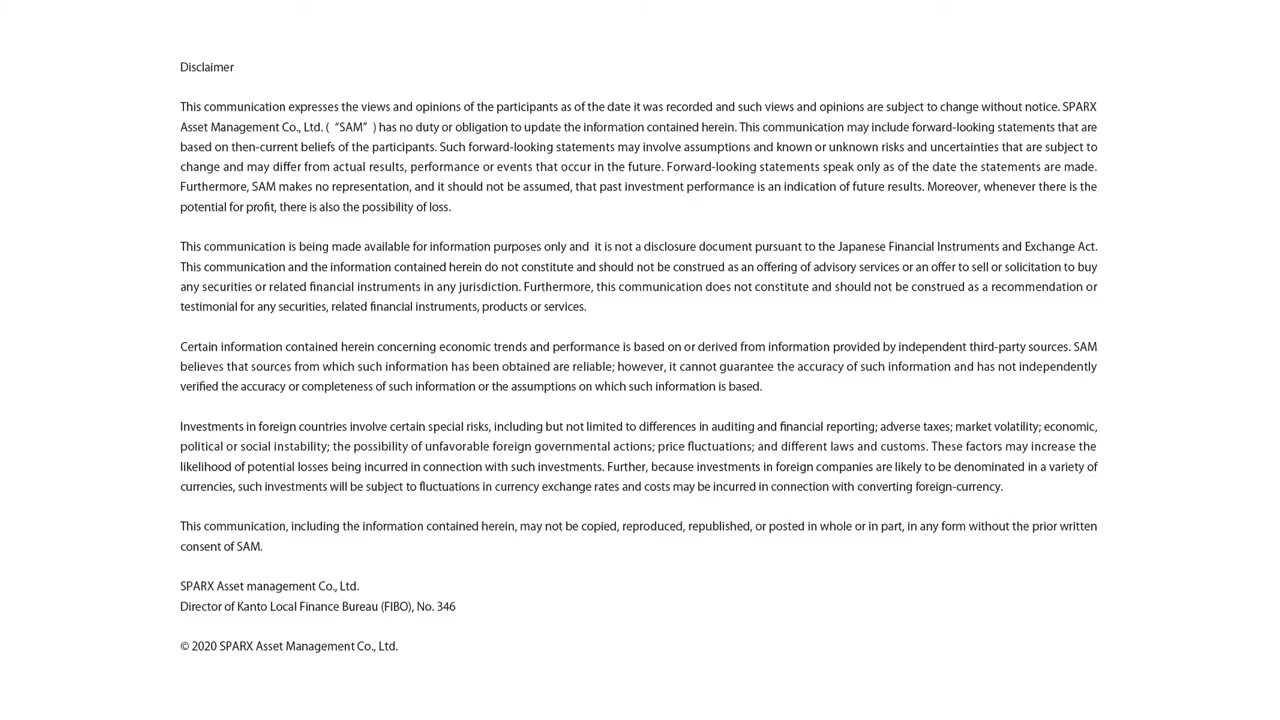 Disclaimer
This communication expresses the views and opinions of the participants as of the date it was recorded and such views and opinions are subject to change without notice. SPARX
Asset Management Co., Ltd. ( “SAM” ) has no duty or obligation to update the information contained herein. This communication may include forward-looking statements that are
based on then-current beliefs of the participants. Such forward-looking statements may involve assumptions and known or unknown risks and uncertainties that are subject to
change and may differ from actual results, performance or events that occur in the future. Forward-looking statements speak only as of the date the statements are made.
Furthermore, SAM makes no representation, and it should not be assumed, that past investment performance is an indication of future results. Moreover, whenever there is the
potential for profit, there is also the possibility of loss.
This communication is being made available for information purposes only and  it is not a disclosure document pursuant to the Japanese Financial Instruments and Exchange Act.
This communication and the information contained herein do not constitute and should not be construed as an offering of advisory services or an offer to sell or solicitation to buy
any securities or related financial instruments in any jurisdiction. Furthermore, this communication does not constitute and should not be construed as a recommendation or
testimonial for any securities, related financial instruments, products or services.
Certain information contained herein concerning economic trends and performance is based on or derived from information provided by independent third-party sources. SAM
believes that sources from which such information has been obtained are reliable; however, it cannot guarantee the accuracy of such information and has not independently
verified the accuracy or completeness of such information or the assumptions on which such information is based.
Investments in foreign countries involve certain special risks, including but not limited to differences in auditing and financial reporting; adverse taxes; market volatility; economic,
political or social instability; the possibility of unfavorable foreign governmental actions; price fluctuations; and different laws and customs. These factors may increase the
likelihood of potential losses being incurred in connection with such investments. Further, because investments in foreign companies are likely to be denominated in a variety of
currencies, such investments will be subject to fluctuations in currency exchange rates and costs may be incurred in connection with converting foreign-currency.
This communication, including the information contained herein, may not be copied, reproduced, republished, or posted in whole or in part, in any form without the prior written
consent of SAM.
SPARX Asset management Co., Ltd.
Director of Kanto Local Finance Bureau (FIBO), No. 346
© 2020 SPARX Asset Management Co., Ltd.